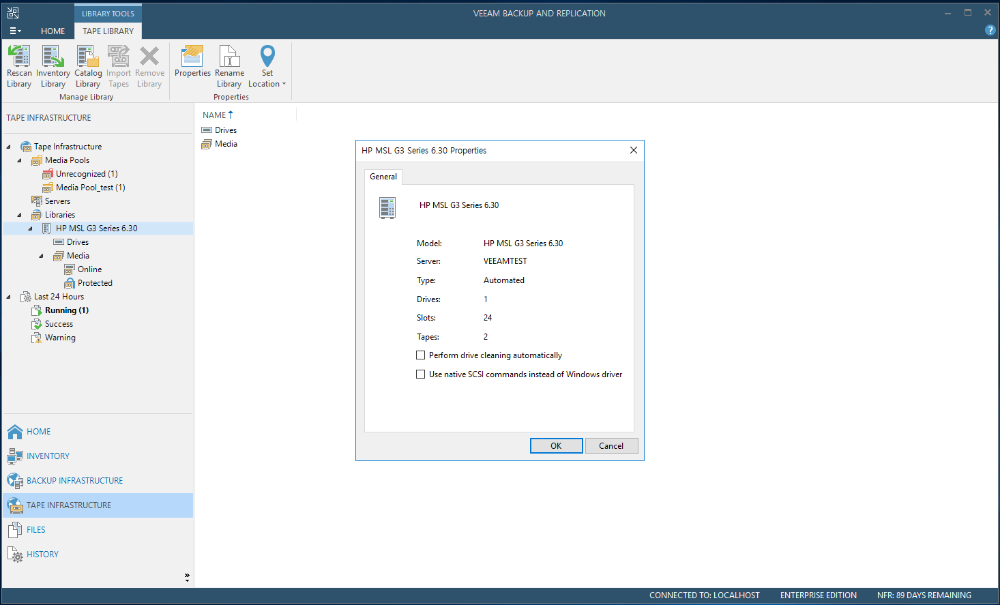 LIBRARY TOOLS
VEEAM BACKUP AND REPLICATION
HOME
TAPE LIBRARY
?
Rescan Library
Inventory Library
Catalog Library
Import Tapes
Remove Library
Manage Library
Properties
Rename Library
Set Location
Properties
TAPE INFRASTRUCTURE
Tape Infrastructure
Media Pools
Unrecognized (1)
Media Pool_test (1)
Servers
Libraries
HP MSL G3 Series 6.30
Drives
Media
Online
Protected
Last 24 Hours
Running (1)
Success
Warning
HOME
INVENTORY
BACKUP INFRASTRUCTURE
TAPE INFRASTRUCTURE
FILES
HISTORY
NAME
Drives
Media
HP MSL G3 Series 6.30 Properties
General
HP MSL G3 Series 6.30
Model: HP MSL G3 Series 6.30
Server: VEEAMTEST
Type: Automated
Drives: 1
Slots: 24
Tapes: 2
Perform drive cleaning automatically
Use native SCSI commands instead of Windows driver
OK
Cancel
CONNECTED TO: LOCALHOST
ENTERPRISE EDITION
NFR: 89 DAYS REMAINING